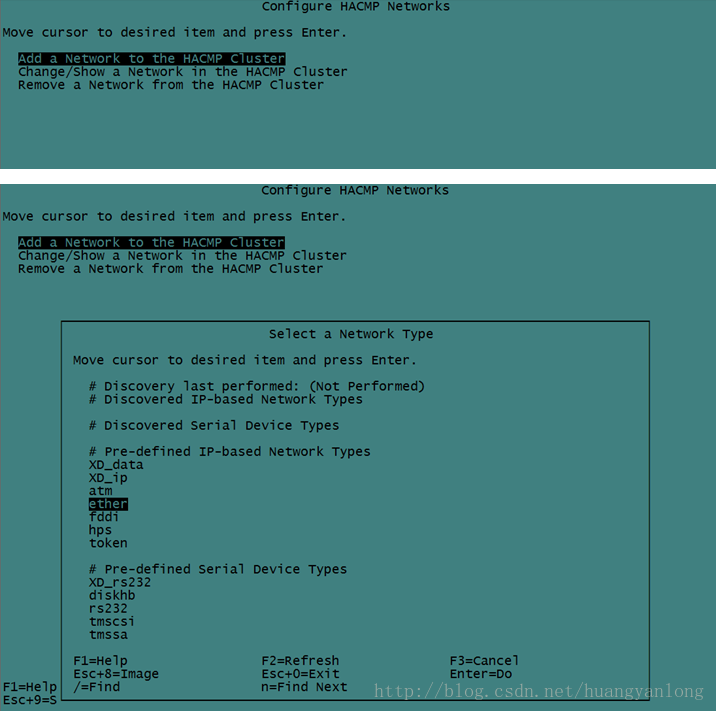 Configure HACMP Networks
Move cursor to desired item and press Enter.
Add a Network to the HACMP Cluster
Change/Show a Network in the HACMP Cluster
Remove a Network from the HACMP Cluster
Configure HACMP Networks
Move cursor to desired item and press Enter.
Add a Network to the HACMP Cluster
Change/Show a Network in the HACMP Cluster
Remove a Network from the HACMP Cluster
Select a Network Type
Move cursor to desired item and press Enter.
# Discovery last performed: (Not Performed)
# Discovered IP-based Network Types
# Discovered Serial Device Types
# Pre-defined IP-based Network Types
XD_data
XD_ip
atm
ether
fddi
hps
token
# Pre-defined Serial Device Types
XD_rs232
diskhb
rs232
tmscsi
tmssa
F1=Help F2=Refresh F3=Cancel
Esc+8=Image Esc+0=Exit Enter=Do
F1=Help /=Find n=Find Next
Esc+9=S
http://blog.csdn.net/huangyanlong